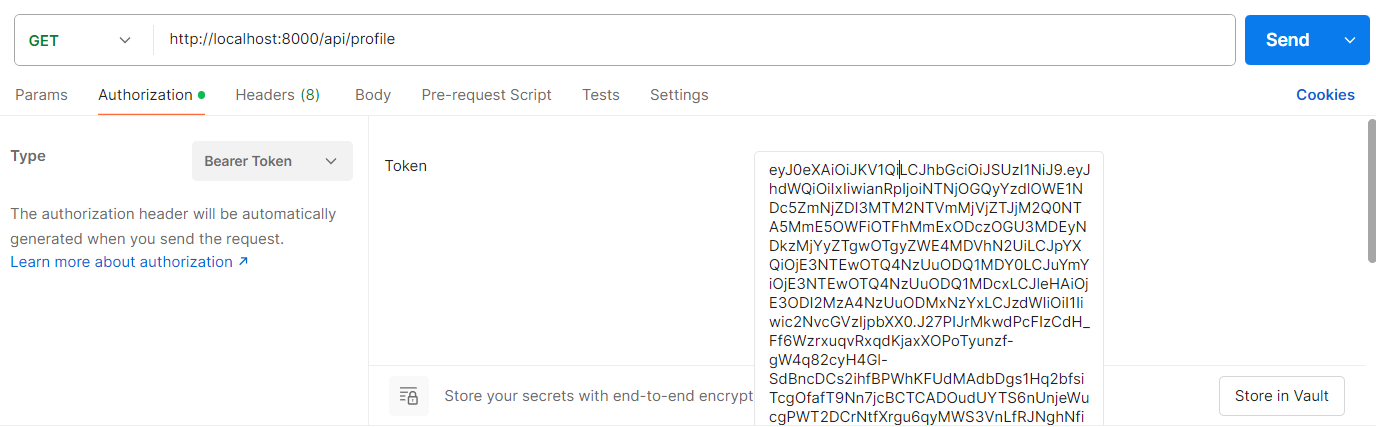 GET
http://localhost:8000/api/profile
Send
Params
Authorization
Headers (8)
Body
Pre-request Script
Tests
Settings
Cookies
Type
Bearer Token
The authorization header will be automatically
generated when you send the request.
Learn more about authorization ↗
Token
eyJ0eXAiOiJKV1QiLCJhbGciOiJSUzI1NiJ9.eyJ
hdWQiOiIxIiwianRpIjoiNTNjOGQyYzdlOWE1N
Dc5ZmNjZDI3MTM2NTVmMjVjZTJjM2Q0NT
A5MmE5OWFiOTFhMmExODczOGU3MDEyN
DkzMjYyZTgwOTgyZWE4MDVhN2UiLCJpYX
QiOjE3NTEwOTQ4NzUuODQ1MDY0LCJuYmY
iOjE3NTEwOTQ4NzUuODQ1MDcxLCJleHAiOj
E3ODI2MzA4NzUuODMxNzYxLCJzdWIiOiI1Ii
wic2NvcGVzIjpbXX0.J27PlJrMkwdPcFIzCdH_
Ff6WzrxuqvRxqdKjaxXOPoTyunzf-
gW4q82cyH4Gl-
SdBncDCs2ihfBPWhKFUdMAdbDgs1Hq2bfsi
TcgOfafT9Nn7jcBCTCADOudUYTS6nUnjeWu
cgPWT2DCrNtfXrgu6qyMWS3VnLfRJNghNfi
Store your secrets with end-to-end encrypt
Store in Vault